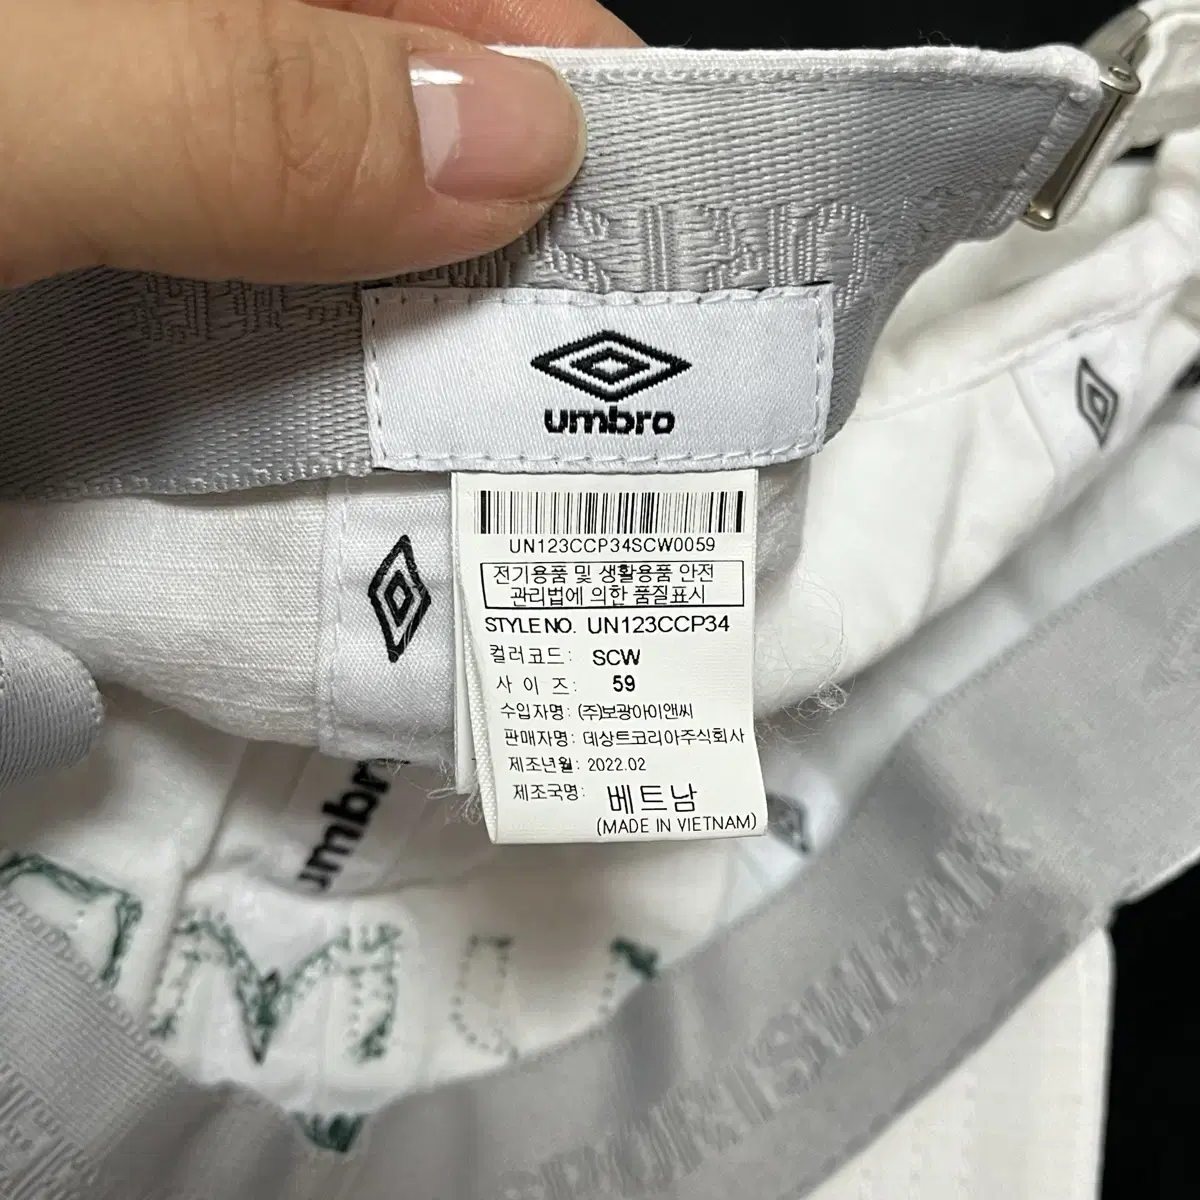 umbro
UN123CCP34SCW0059
전기용품 및 생활용품 안전
관리법에 의한 품질표시
STYLE NO. UN123CCP34
컬러코드: SCW
사 이 즈: 59
수입자명: (주)보광아이앤씨
판매자명: 데상트코리아주식회사
제조년월: 2022.02
제조국명: 베트남
(MADE IN VIETNAM)
umbro
SPORTSWEAR